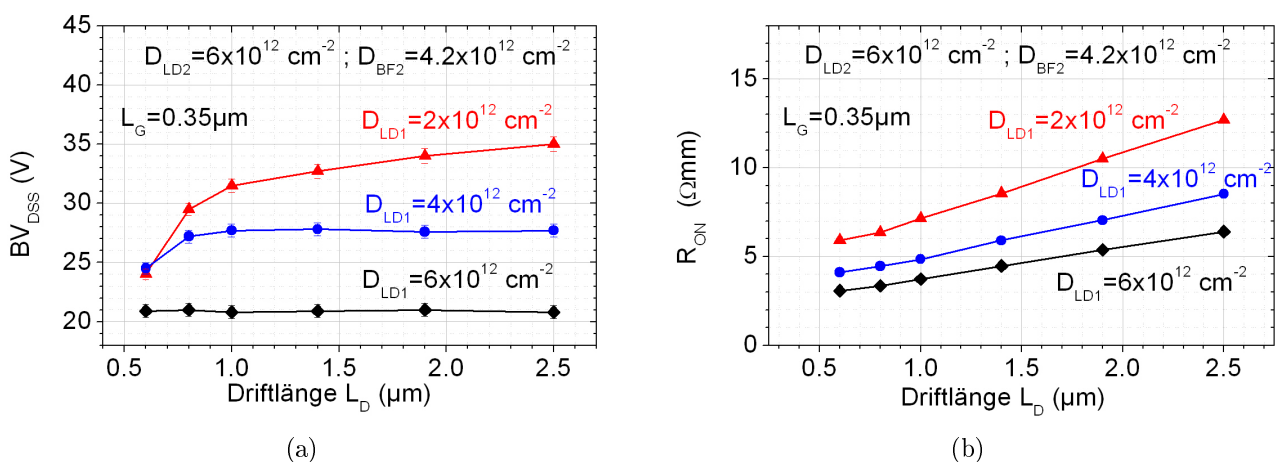 45
40
35
30
25
20
BV_DSS (V)
D_LD2=6x10^12 cm^-2 ; D_BF2=4.2x10^12 cm^-2
L_G=0.35µm
D_LD1=2x10^12 cm^-2
D_LD1=4x10^12 cm^-2
D_LD1=6x10^12 cm^-2
0.5 1.0 1.5 2.0 2.5
Driftlänge L_D (µm)
(a)
15
10
5
0
R_ON (Ωmm)
D_LD2=6x10^12 cm^-2 ; D_BF2=4.2x10^12 cm^-2
L_G=0.35µm
D_LD1=2x10^12 cm^-2
D_LD1=4x10^12 cm^-2
D_LD1=6x10^12 cm^-2
0.5 1.0 1.5 2.0 2.5
Driftlänge L_D (µm)
(b)